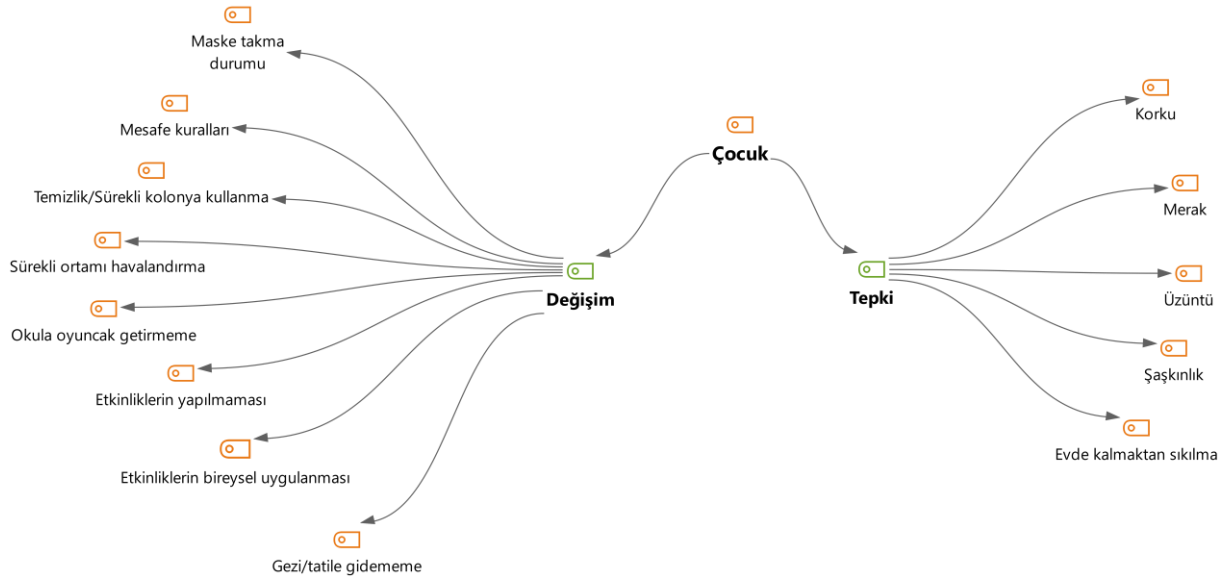 Maske takma
durumu
Mesafe kuralları
Temizlik/Sürekli kolonya kullanma
Sürekli ortamı havalandırma
Okula oyuncak getirmeme
Etkinliklerin yapılmaması
Etkinliklerin bireysel uygulanması
Gezi/tatile gidememe
Değişim
Çocuk
Tepki
Korku
Merak
Üzüntü
Şaşkınlık
Evde kalmaktan sıkılma